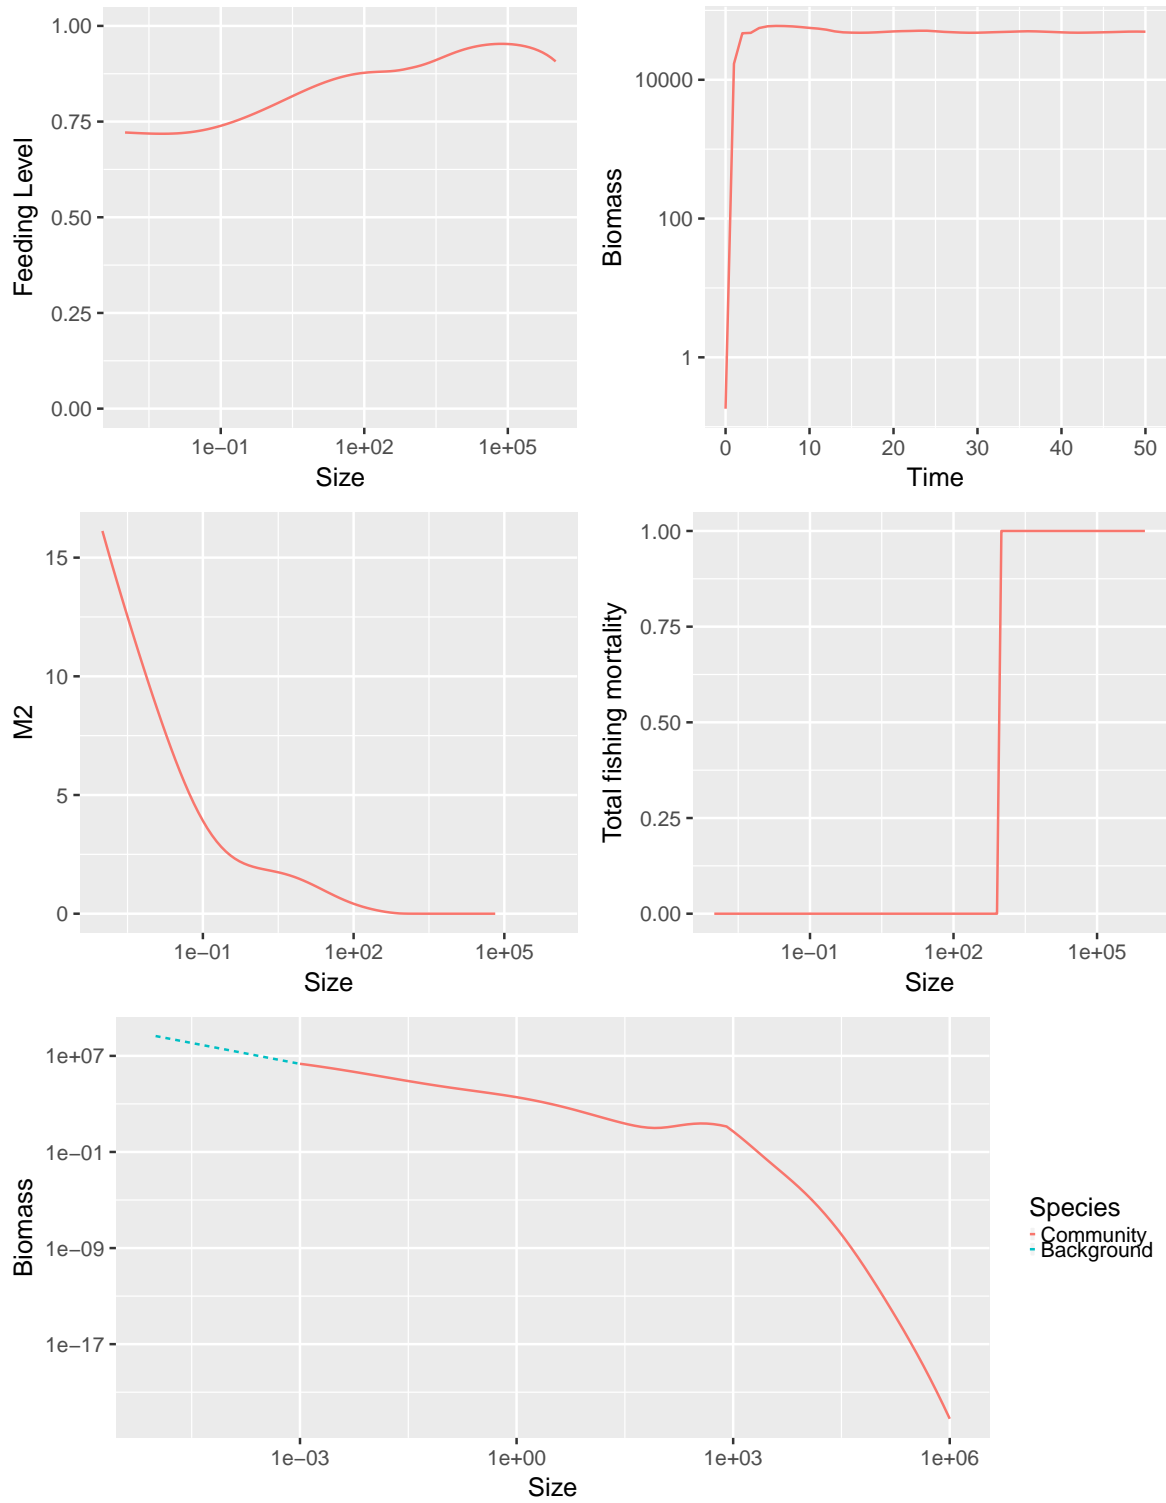 1.00
0.75
0.50
0.25
0.00
Feeding Level
1e−01 1e+02 1e+05
Size
10000
100
1
Biomass
0 10 20 30 40 50
Time
15
10
5
0
M2
1e−01 1e+02 1e+05
Size
1.00
0.75
0.50
0.25
0.00
Total fishing mortality
1e−01 1e+02 1e+05
Size
1e+07
1e−01
1e−09
1e−17
Biomass
1e−03 1e+00 1e+03 1e+06
Size
Species
Community
Background